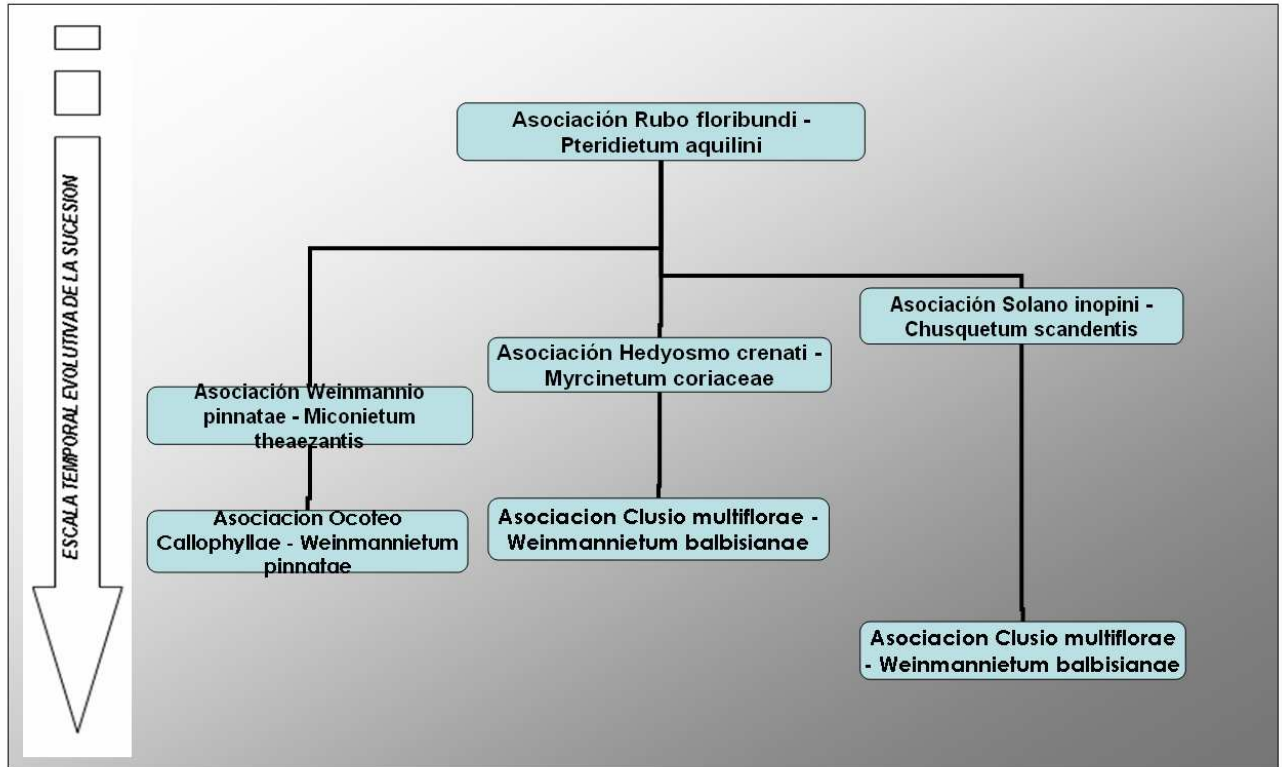 ESCALA TEMPORAL EVOLUTIVA DE LA SUCESION
Asociación Rubo floribundi -
Pteridietum aquilini
Asociación Solano inopini -
Chusquetum scandentis
Asociación Hedyosmo crenati -
Myrcinetum coriaceae
Asociación Weinmannio
pinnatae - Miconietum
theaezantis
Asociacion Ocoteo
Callophyllae - Weinmannietum
pinnatae
Asociacion Clusio multiflorae -
Weinmannietum balbisianae
Asociacion Clusio multiflorae
- Weinmannietum balbisianae